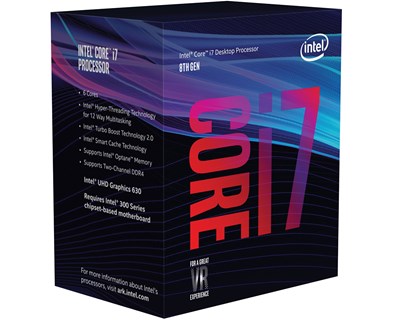 INTEL® CORE™ i7
PROCESSOR
• 6 Cores
• Intel® Hyper-Threading Technology
for 12 Way Multitasking
• Intel® Turbo Boost Technology 2.0
• Intel® Smart Cache Technology
• Supports Intel® Optane™ Memory
• Supports Two-Channel DDR4
Intel® UHD Graphics 630
Requires Intel® 300 Series
chipset-based motherboard
For more information about Intel®
processors, visit ark.intel.com
Intel® Core™ i7 Desktop Processor
8TH GEN
intel®
CORE i7
FOR A GREAT
VR
EXPERIENCE